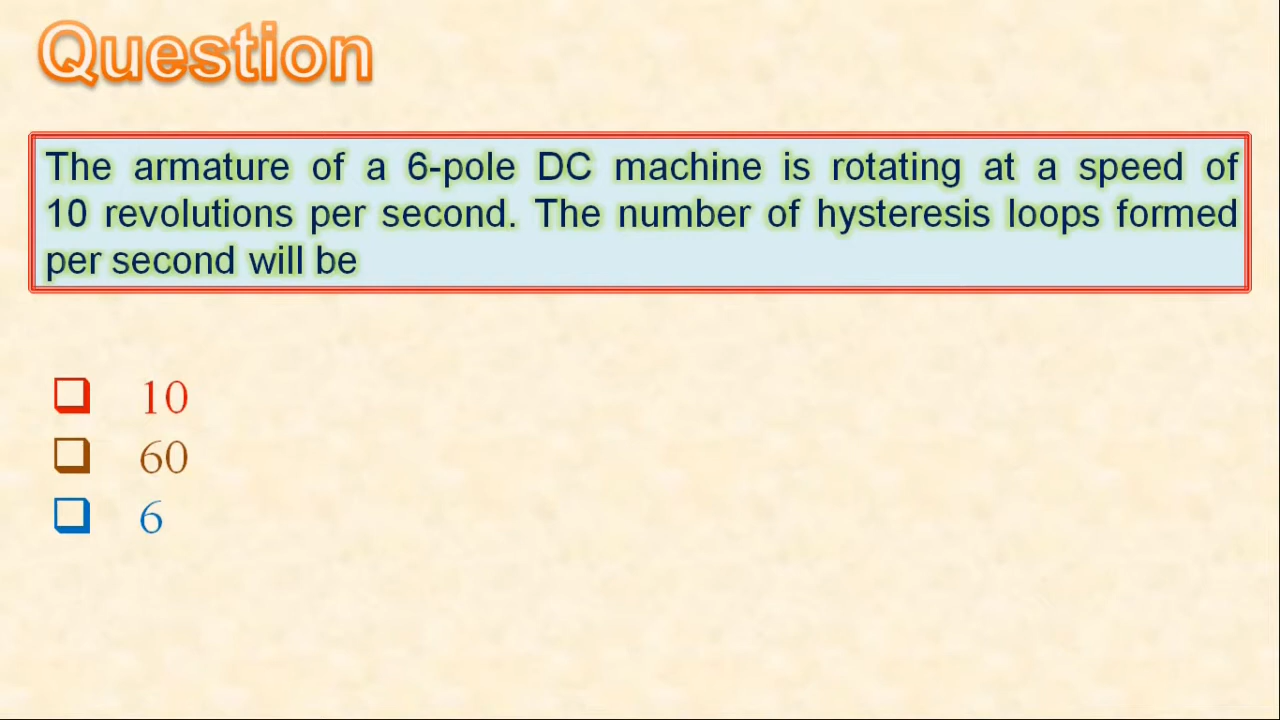 Question
The armature of a 6-pole DC machine is rotating at a speed of
10 revolutions per second. The number of hysteresis loops formed
per second will be
10
60
6